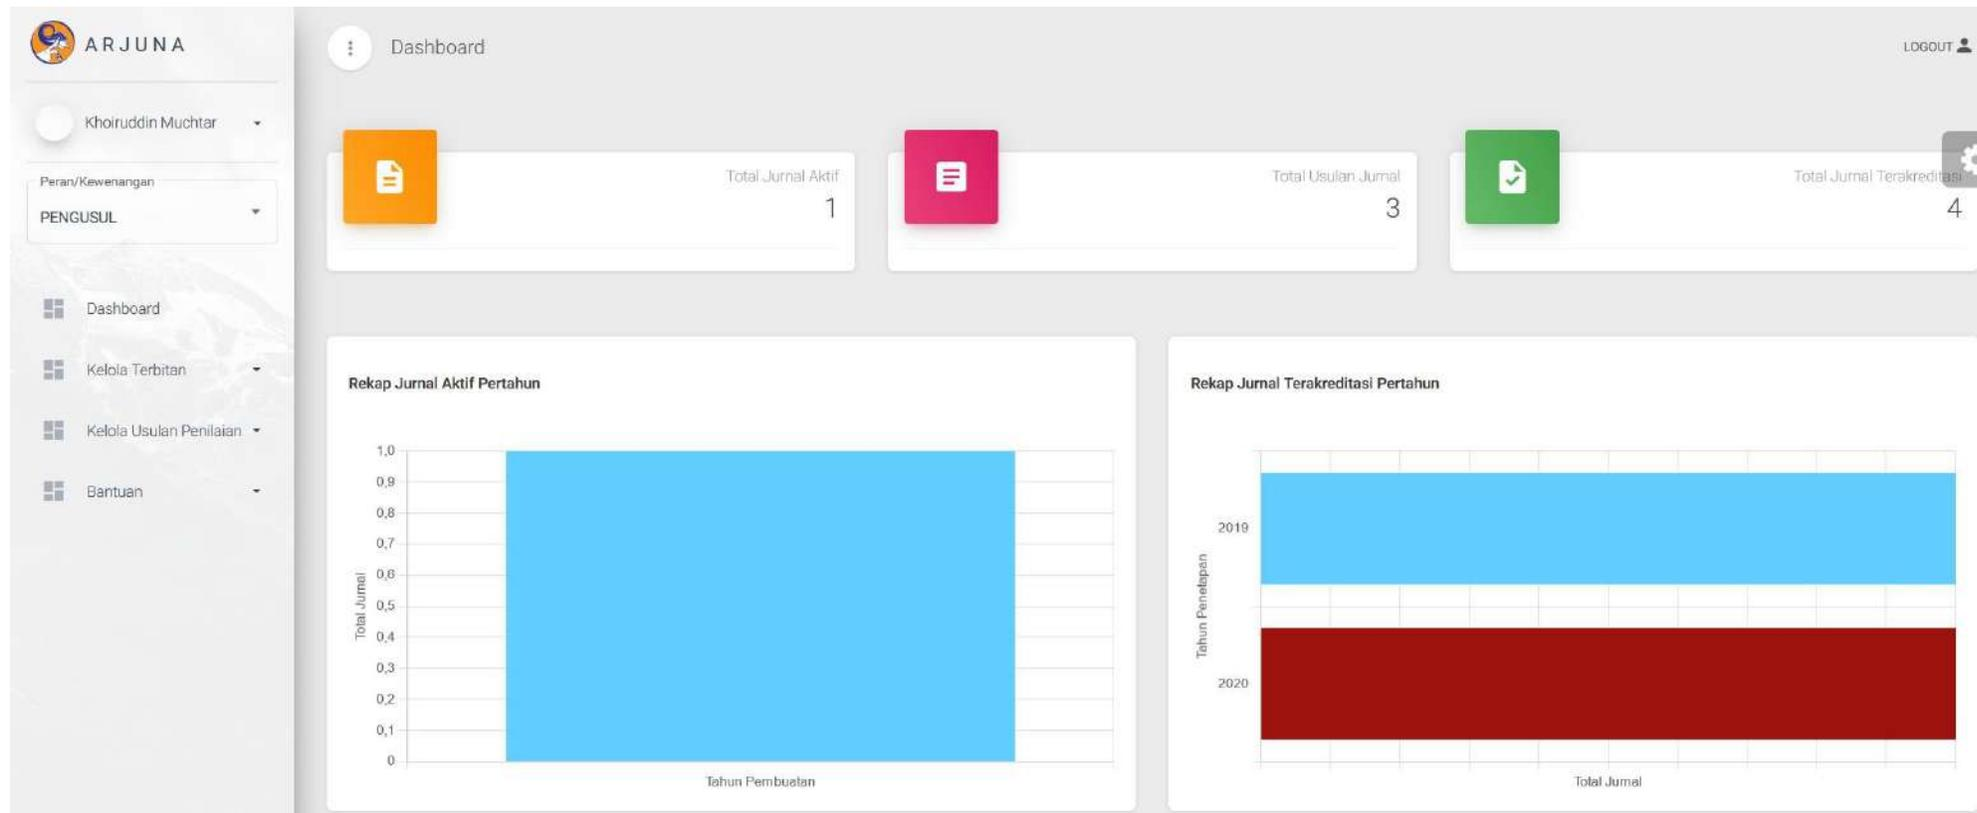 ARJUNA
Dashboard
LOGOUT
Khoiruddin Muchtar
Peran/Kewenangan
PENGUSUL
Dashboard
Kelola Terbitan
Kelola Usulan Penilaian
Bantuan
Total Jurnal Aktif
1
Total Usulan Jurnal
3
Total Jurnal Terakreditasi
4
Rekap Jurnal Aktif Pertahun
1,0
0,9
0,8
0,7
0,6
0,5
0,4
0,3
0,2
0,1
0
Total Jurnal
Tahun Pembuatan
Rekap Jurnal Terakreditasi Pertahun
2019
2020
Tahun Penetapan
Total Jurnal